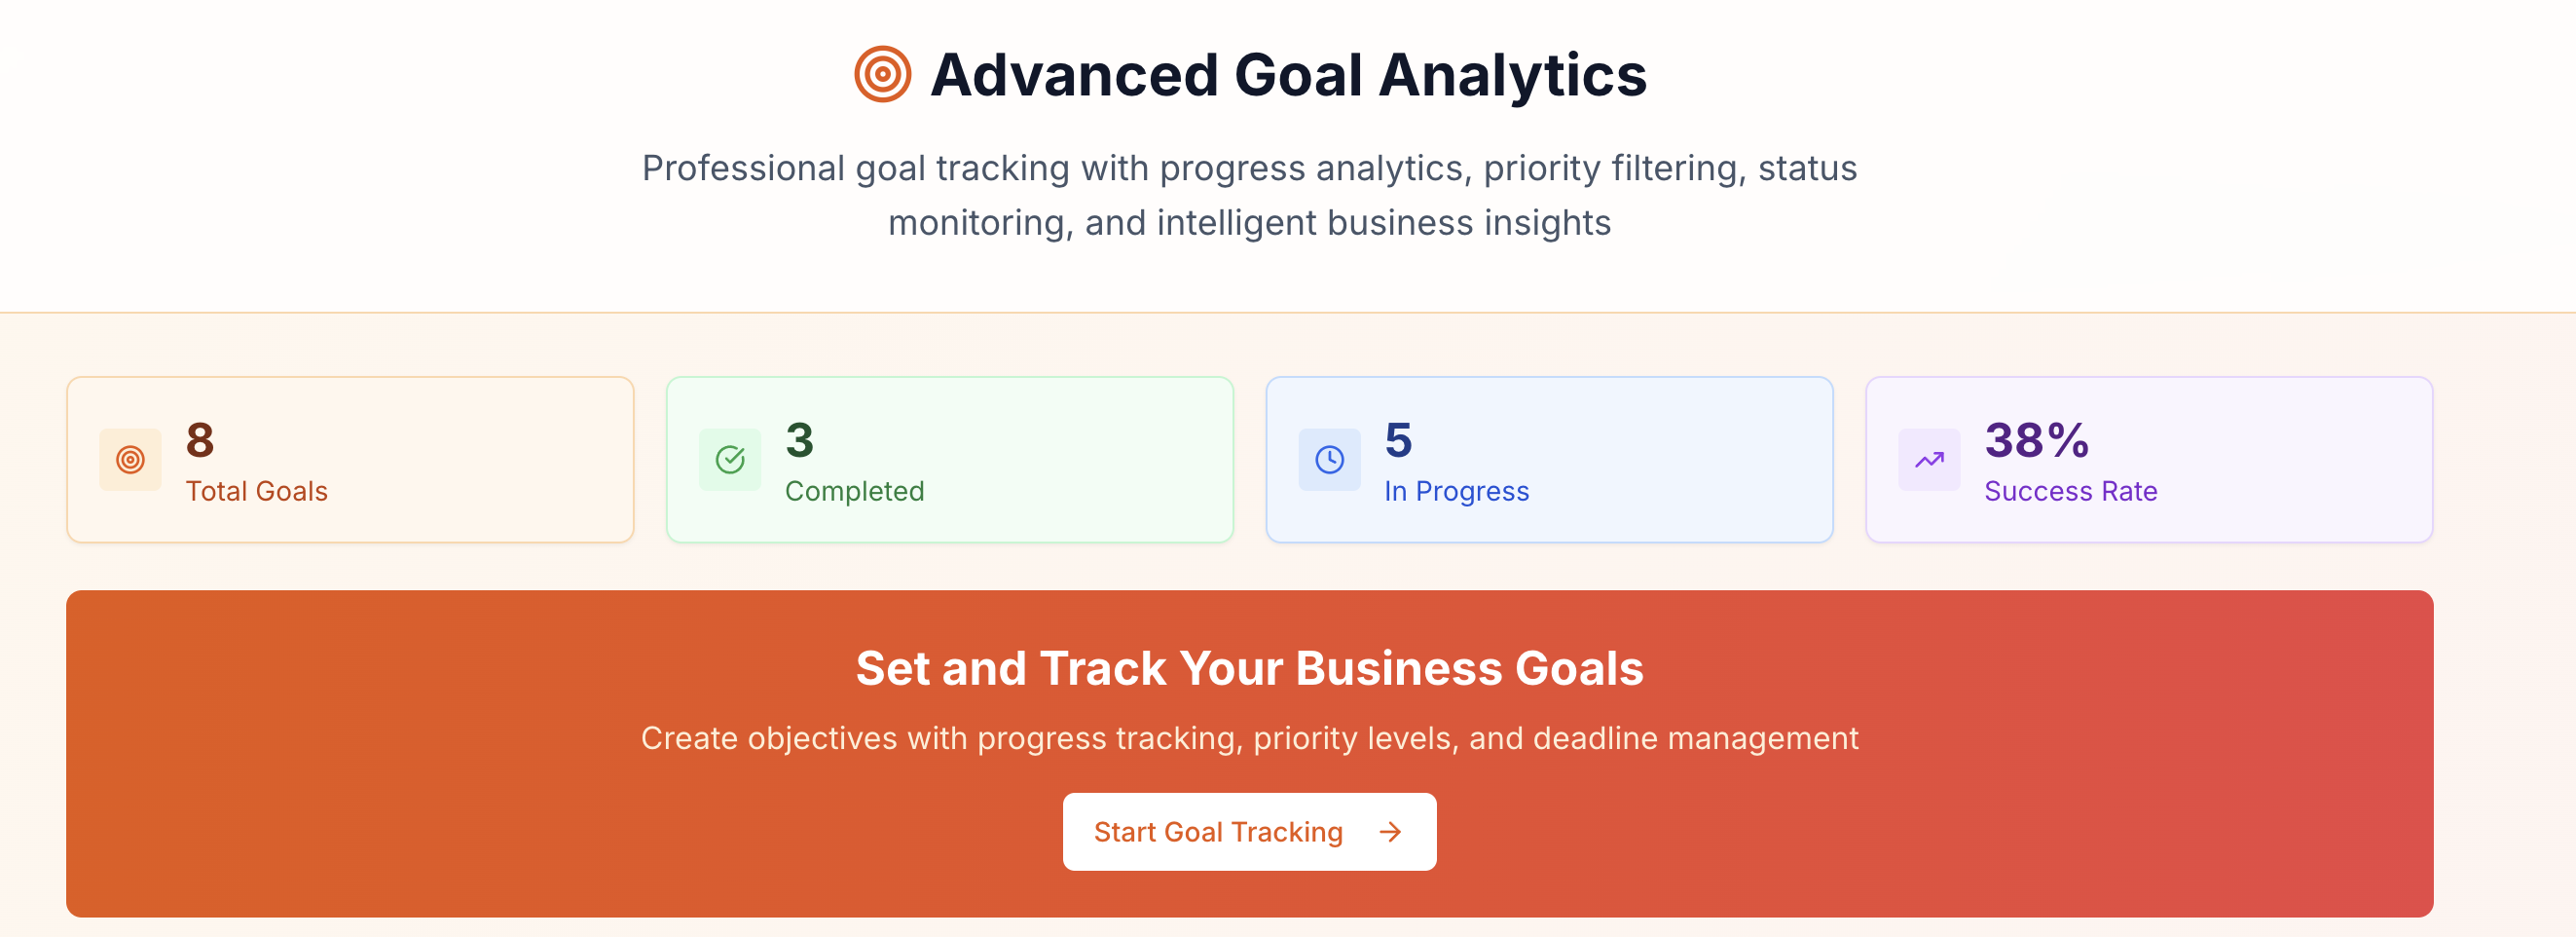 Advanced Goal Analytics
Professional goal tracking with progress analytics, priority filtering, status
monitoring, and intelligent business insights
8
Total Goals
3
Completed
5
In Progress
38%
Success Rate
Set and Track Your Business Goals
Create objectives with progress tracking, priority levels, and deadline management
Start Goal Tracking